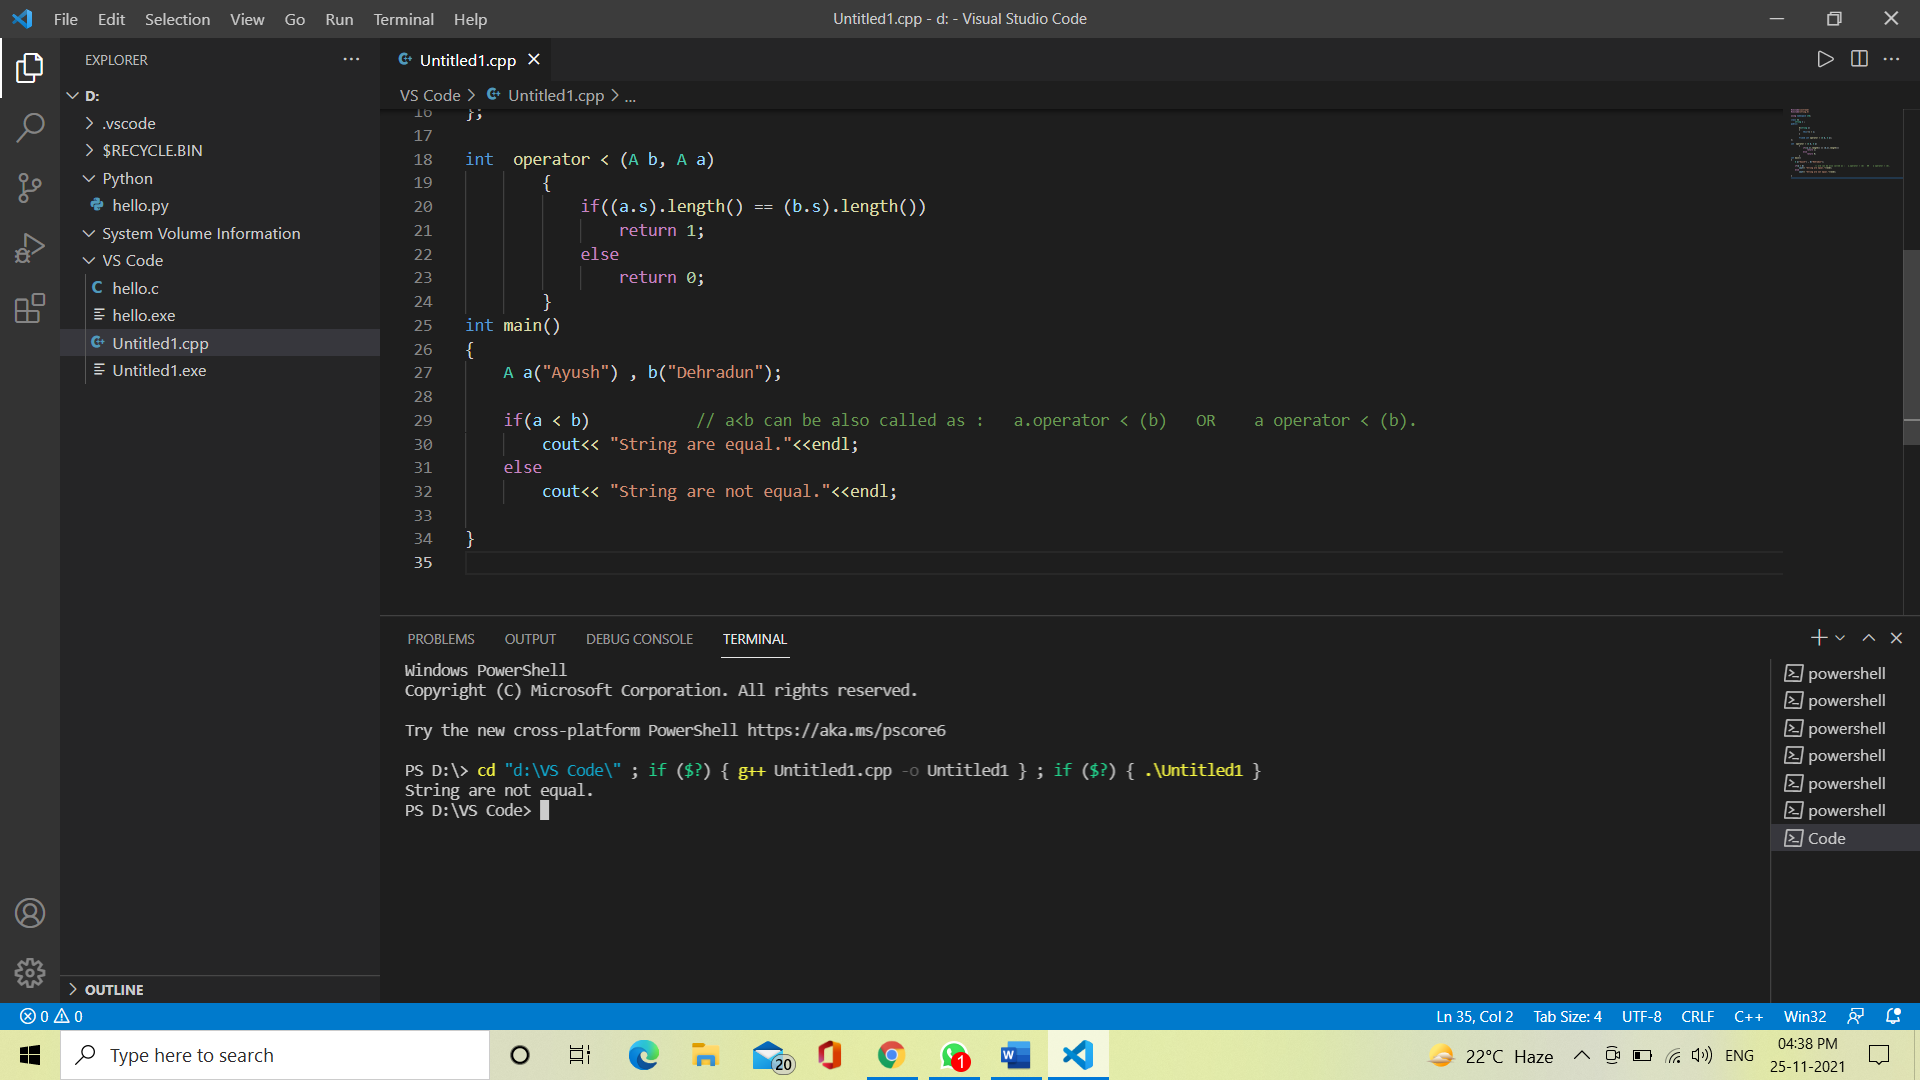 File Edit Selection View Go Run Terminal Help
Untitled1.cpp - d: - Visual Studio Code
EXPLORER
D:
.vscode
$RECYCLE.BIN
Python
hello.py
System Volume Information
VS Code
hello.c
hello.exe
Untitled1.cpp
Untitled1.exe
OUTLINE
Untitled1.cpp
VS Code > Untitled1.cpp > ...
16 };
17
18 int  operator < (A b, A a)
19 {
20 if((a.s).length() == (b.s).length())
21 return 1;
22 else
23 return 0;
24 }
25 int main()
26 {
27 A a("Ayush") , b("Dehradun");
28
29 if(a < b) // a<b can be also called as :   a.operator < (b)   OR    a operator < (b).
30 cout<< "String are equal."<<endl;
31 else
32 cout<< "String are not equal."<<endl;
33
34 }
35
PROBLEMS OUTPUT DEBUG CONSOLE TERMINAL
Windows PowerShell
Copyright (C) Microsoft Corporation. All rights reserved.
Try the new cross-platform PowerShell https://aka.ms/pscore6
PS D:\> cd "d:\VS Code\" ; if ($?) { g++ Untitled1.cpp -o Untitled1 } ; if ($?) { .\Untitled1 }
String are not equal.
PS D:\VS Code>
powershell
powershell
powershell
powershell
powershell
powershell
Code
0 0
Ln 35, Col 2 Tab Size: 4 UTF-8 CRLF C++ Win32
Type here to search
20
1
22°C Haze
ENG
04:38 PM
25-11-2021